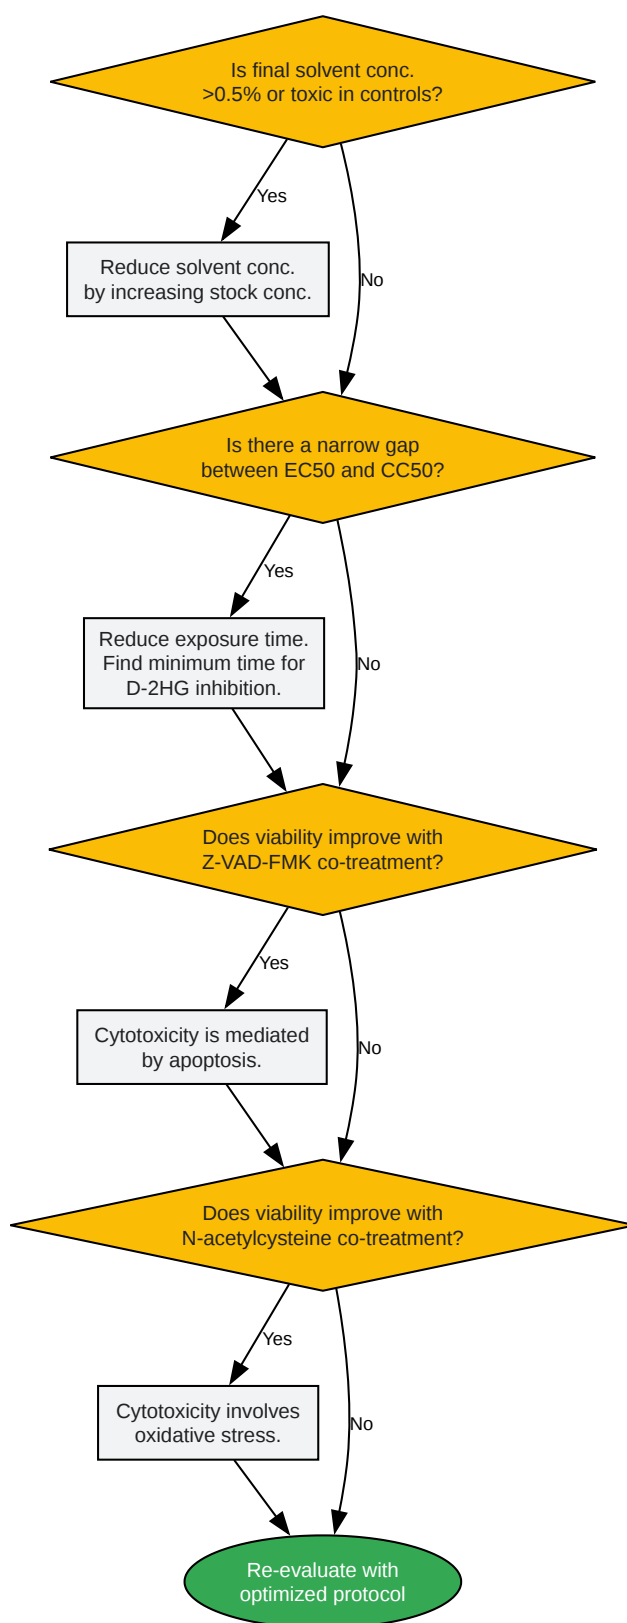 Is final solvent conc.
>0.5% or toxic in controls?
Yes
Reduce solvent conc.
by increasing stock conc.
No
Is there a narrow gap
between EC50 and CC50?
Yes
Reduce exposure time.
Find minimum time for
D-2HG inhibition.
No
Does viability improve with
Z-VAD-FMK co-treatment?
Yes
Cytotoxicity is mediated
by apoptosis.
No
Does viability improve with
N-acetylcysteine co-treatment?
Yes
Cytotoxicity involves
oxidative stress.
No
Re-evaluate with
optimized protocol